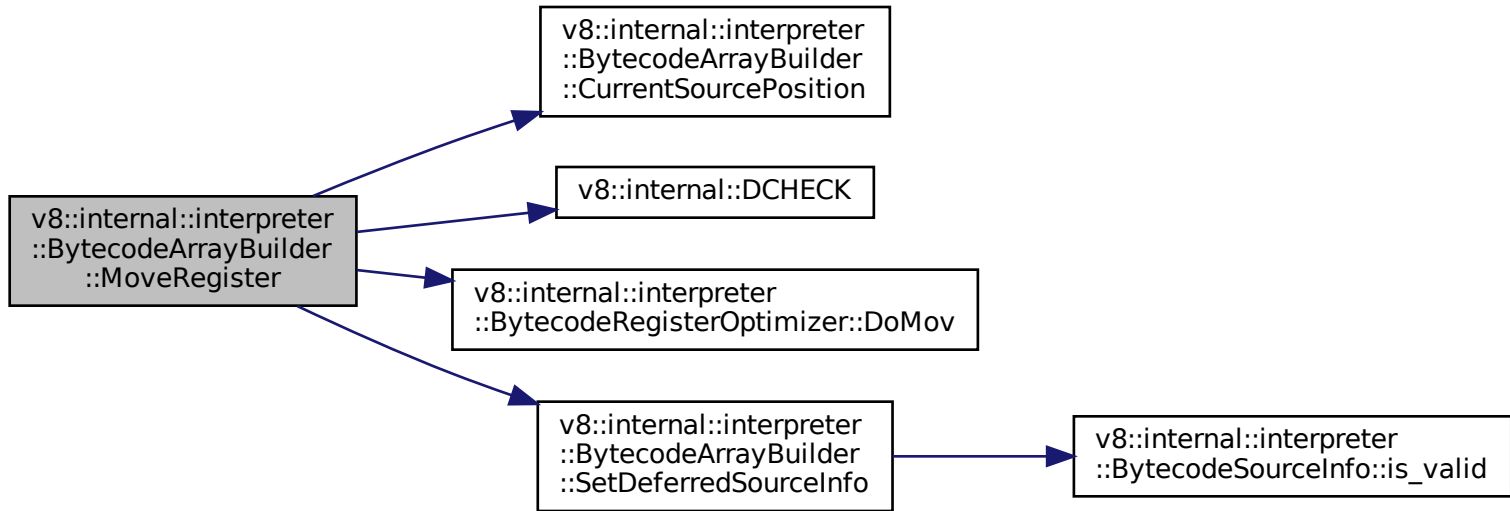 v8::internal::interpreter
::BytecodeArrayBuilder
::CurrentSourcePosition
v8::internal::DCHECK
v8::internal::interpreter
::BytecodeArrayBuilder
::MoveRegister
v8::internal::interpreter
::BytecodeRegisterOptimizer::DoMov
v8::internal::interpreter
::BytecodeArrayBuilder
::SetDeferredSourceInfo
v8::internal::interpreter
::BytecodeSourceInfo::is_valid